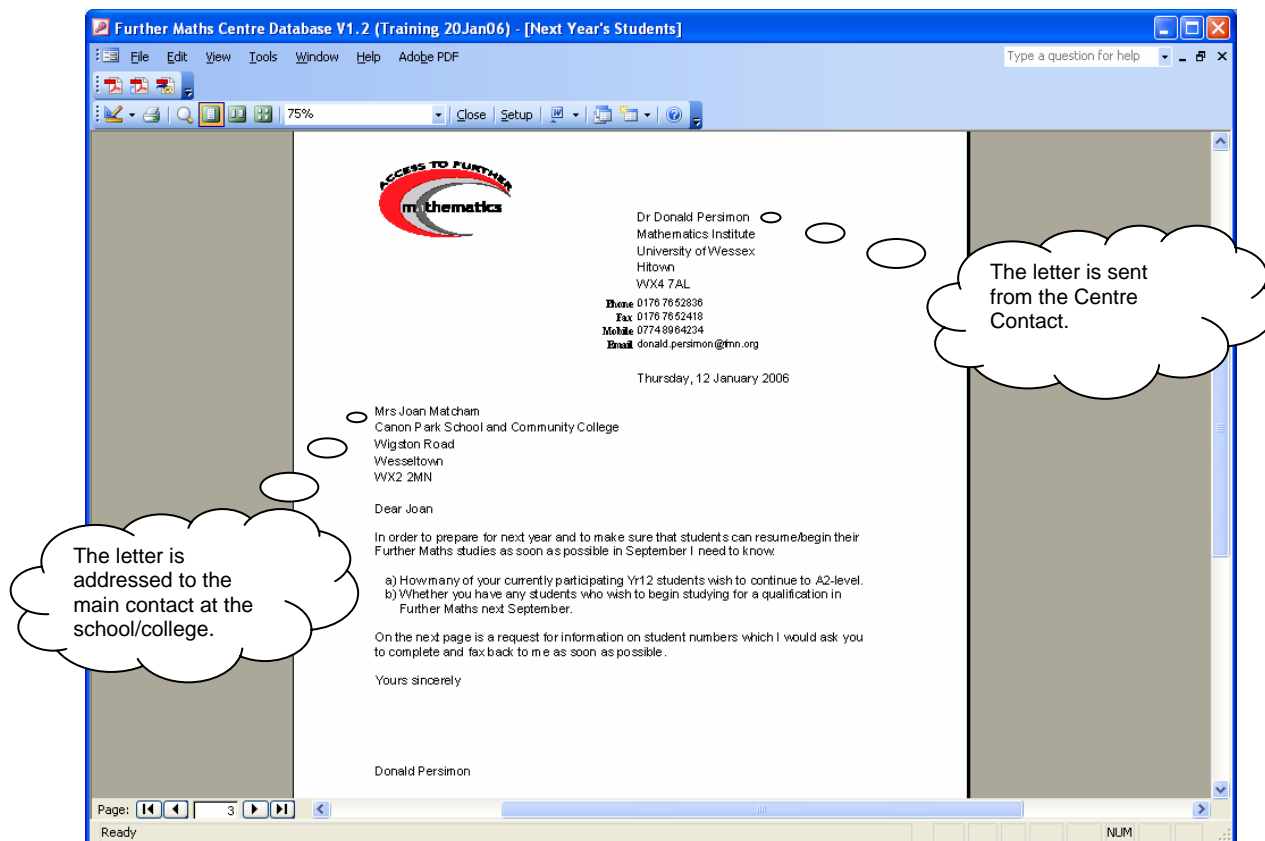 Further Maths Centre Database V1.2 (Training 20Jan06) - [Next Year's Students]
File Edit View Tools Window Help Adobe PDF
Type a question for help
75%
Close Setup
ACCESS TO FURTHER
mathematics
Dr Donald Persimon
Mathematics Institute
University of Wessex
Hitown
WX4 7AL
Phone 0176 7652836
Fax 0176 7652418
Mobile 07748964234
Email donald.persimon@fmn.org
Thursday, 12 January 2006
The letter is sent
from the Centre
Contact.
Mrs Joan Matcham
Canon Park School and Community College
Wigston Road
Wesseltown
WX2 2MN
Dear Joan
In order to prepare for next year and to make sure that students can resume/begin their
Further Maths studies as soon as possible in September I need to know:
a) How many of your currently participating Yr12 students wish to continue to A2-level.
b) Whether you have any students who wish to begin studying for a qualification in
Further Maths next September.
On the next page is a request for information on student numbers which I would ask you
to complete and fax back to me as soon as possible.
Yours sincerely
Donald Persimon
The letter is
addressed to the
main contact at the
school/college.
Page: 3
Ready
NUM